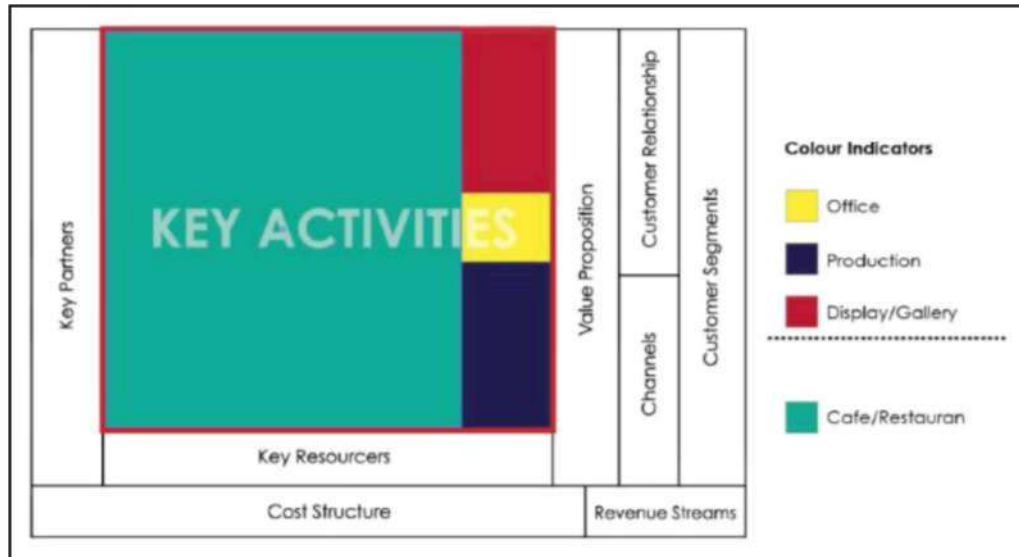 Key Partners
KEY ACTIVITIES
Key Resourcers
Value Proposition
Customer Relationship
Channels
Customer Segments
Cost Structure
Revenue Streams
Colour Indicators
Office
Production
Display/Gallery
Cafe/Restauran